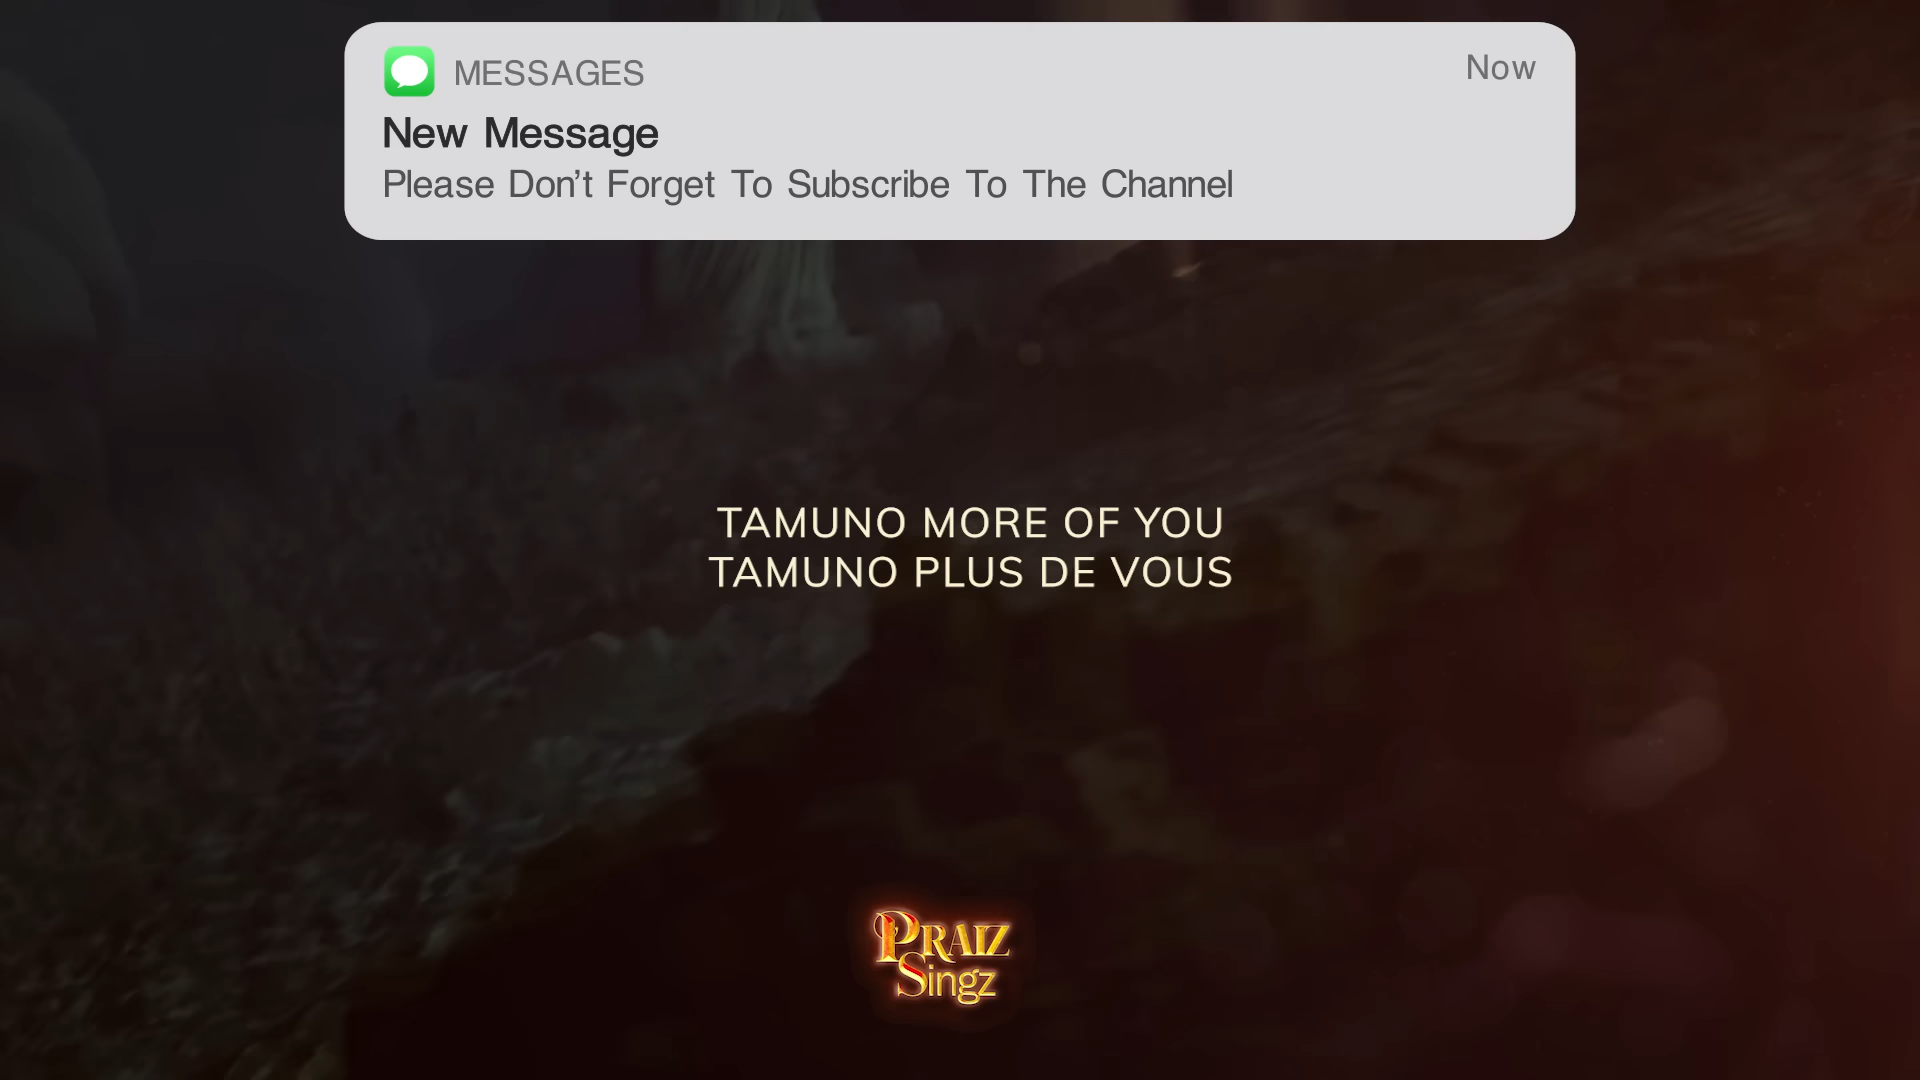 MESSAGES
Now
New Message
Please Don't Forget To Subscribe To The Channel
TAMUNO MORE OF YOU
TAMUNO PLUS DE VOUS
PRAIZ
Singz